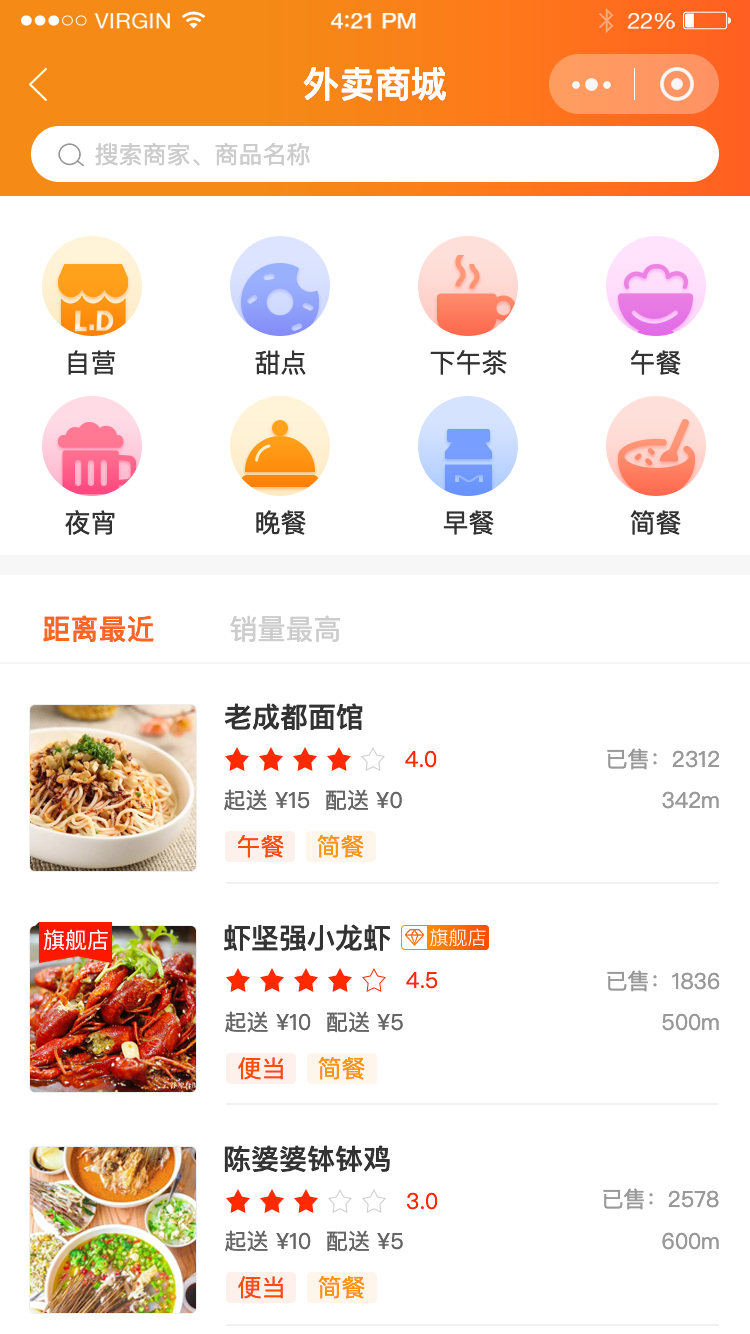 VIRGIN 4:21 PM 22%
外卖商城
搜索商家、商品名称
L.D
自营 甜点 下午茶 午餐
夜宵 晚餐 早餐 简餐
距离最近 销量最高
老成都面馆
4.0 已售：2312
起送 ¥15 配送 ¥0 342m
午餐 简餐
旗舰店
虾坚强小龙虾 旗舰店
4.5 已售：1836
起送 ¥10 配送 ¥5 500m
便当 简餐
陈婆婆钵钵鸡
3.0 已售：2578
起送 ¥10 配送 ¥5 600m
便当 简餐